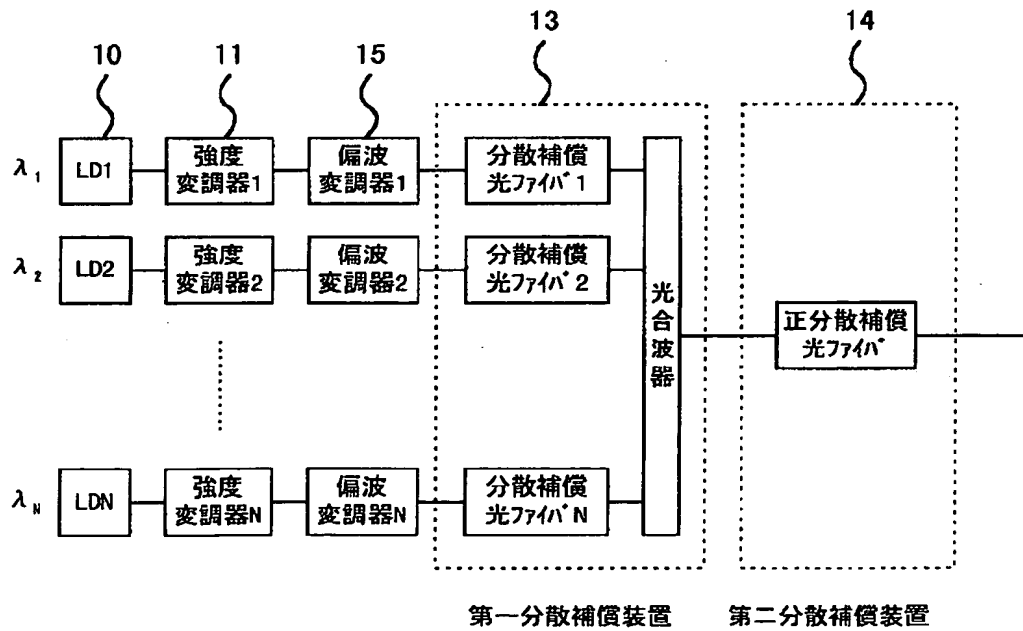 10
11
15
13
14
λ1
LD1
強度
変調器1
偏波
変調器1
分散補償
光ﾌｧｲﾊﾞ1
λ2
LD2
強度
変調器2
偏波
変調器2
分散補償
光ﾌｧｲﾊﾞ2
光合波器
正分散補償
光ﾌｧｲﾊﾞ
λN
LDN
強度
変調器N
偏波
変調器N
分散補償
光ﾌｧｲﾊﾞN
第一分散補償装置
第二分散補償装置